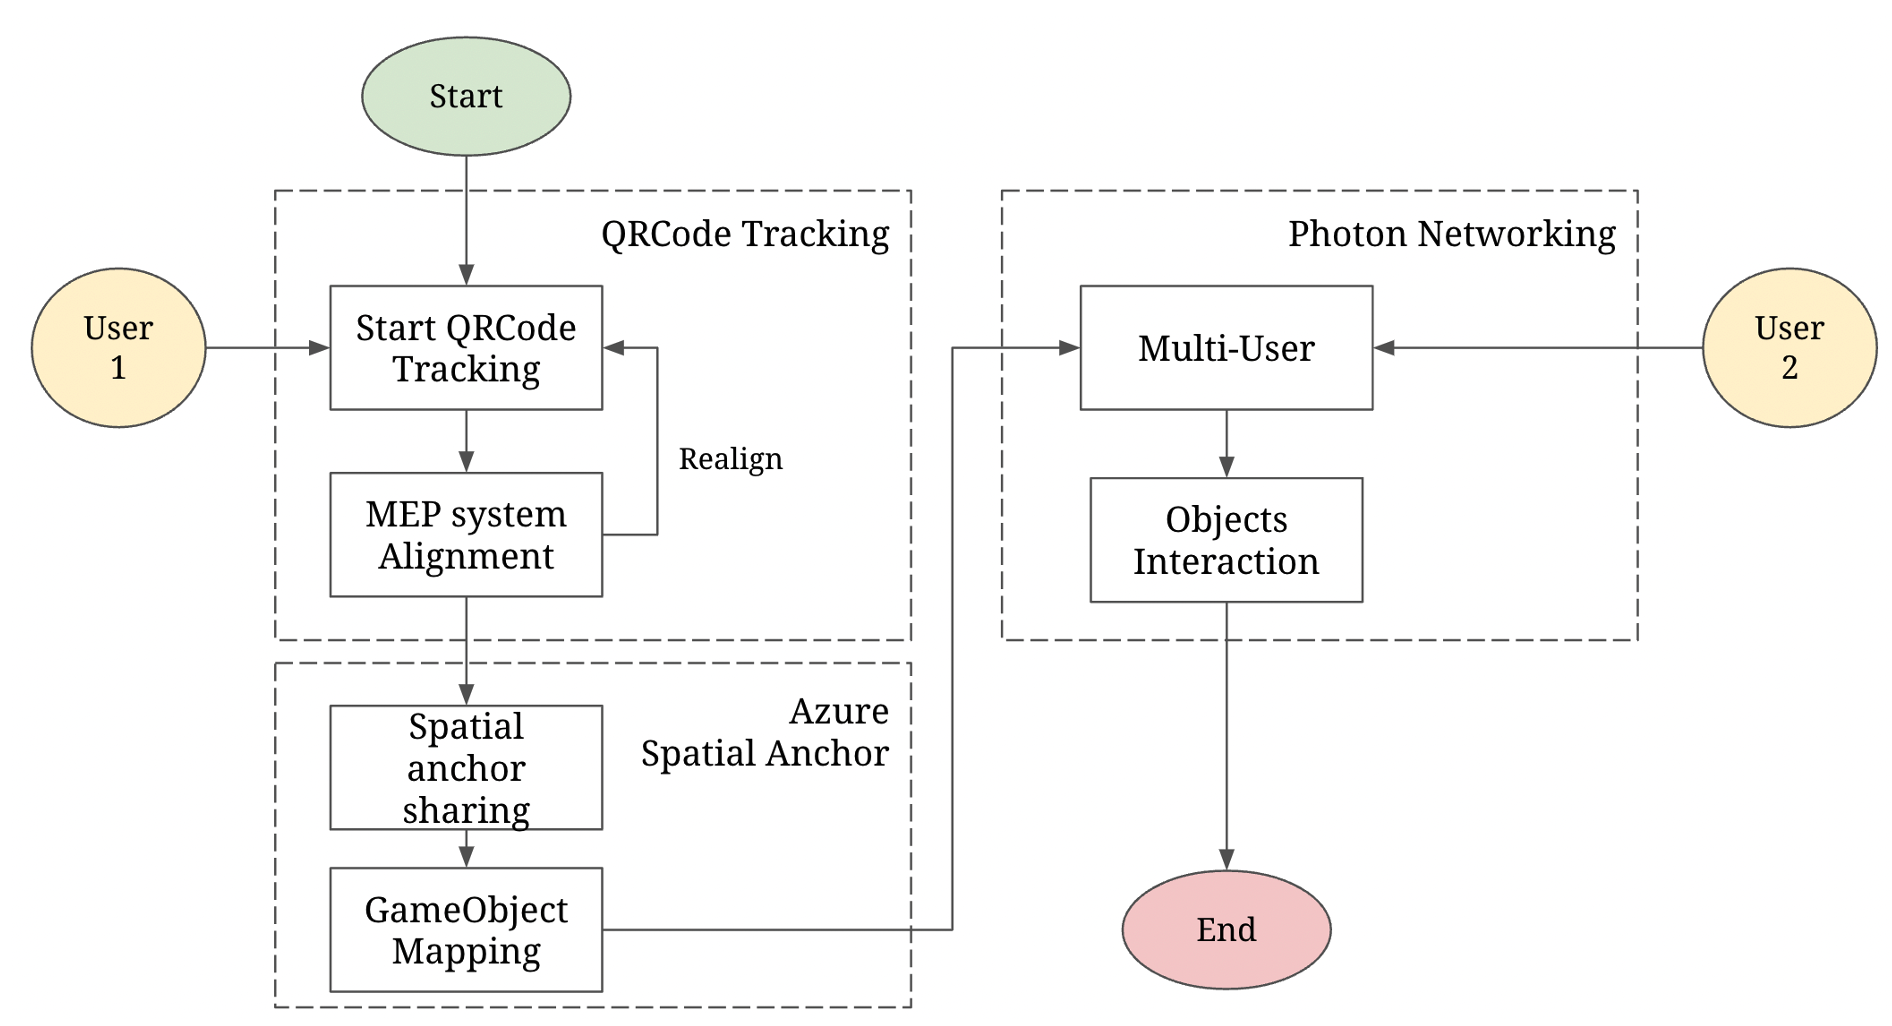 Start
QRCode Tracking
User
1
Start QRCode
Tracking
Realign
MEP system
Alignment
Azure
Spatial Anchor
Spatial
anchor
sharing
GameObject
Mapping
Photon Networking
Multi-User
User
2
Objects
Interaction
End